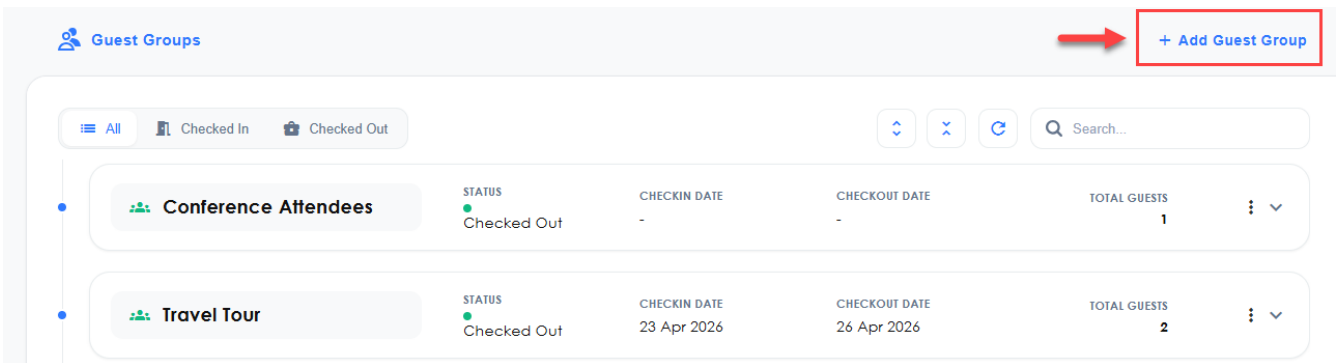 Guest Groups
+ Add Guest Group
All Checked In Checked Out Search...
Conference Attendees STATUS Checked Out CHECKIN DATE - CHECKOUT DATE - TOTAL GUESTS 1
Travel Tour STATUS Checked Out CHECKIN DATE 23 Apr 2026 CHECKOUT DATE 26 Apr 2026 TOTAL GUESTS 2